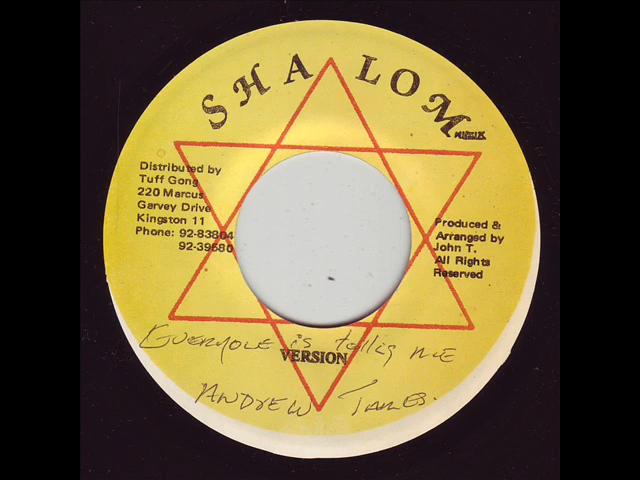 SHALOM
MUZIK
Distributed by
Tuff Gong
220 Marcus
Garvey Drive
Kingston 11
Phone: 92-83804
92-39680
Produced &
Arranged by
John T.
All Rights
Reserved
is telling me
VERSION
ANDREW